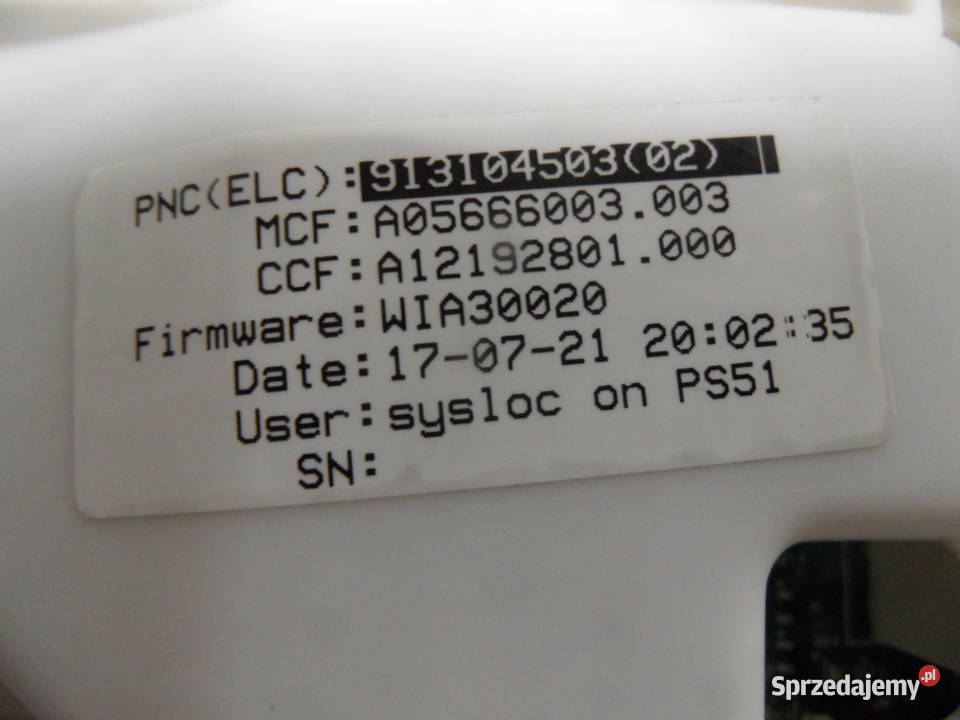 PNC(ELC):913104503(02)
MCF:A05666003.003
CCF:A12192801.000
Firmware:WIA30020
Date:17-07-21 20:02:35
User:sysloc on PS51
SN:
Sprzedajemy.pl